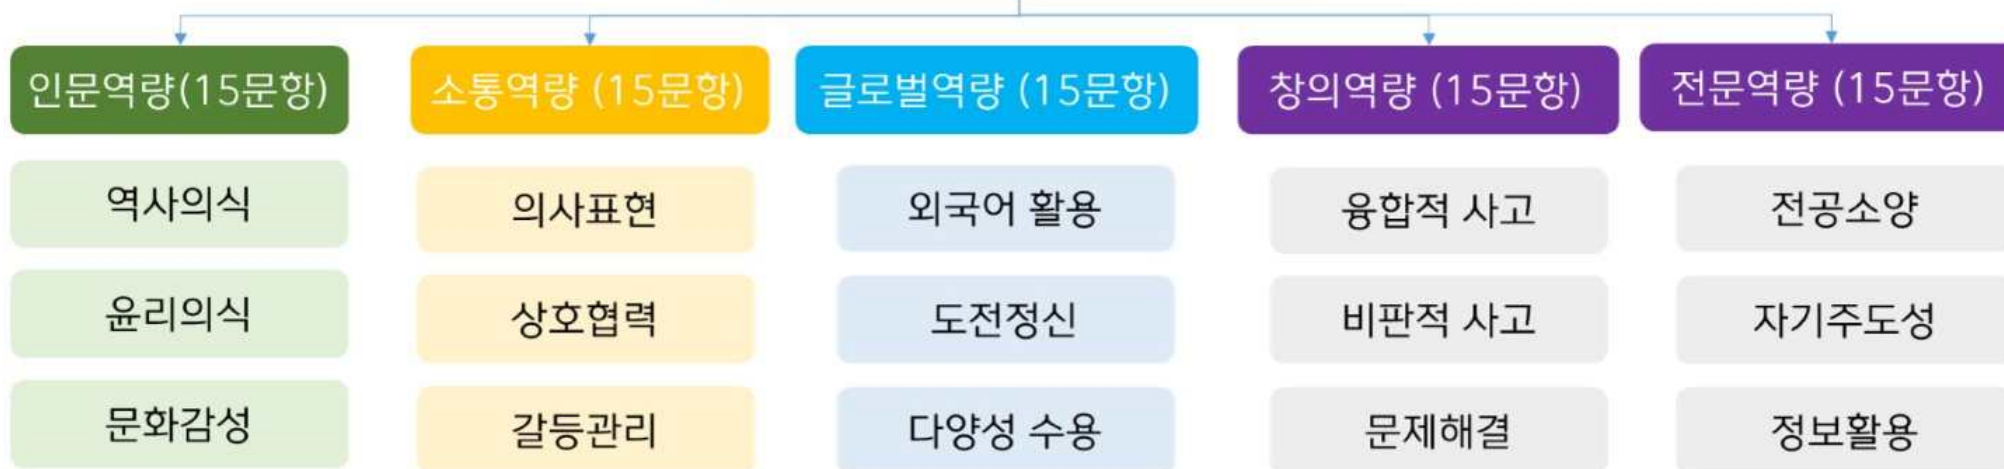 인문역량(15문항)
소통역량 (15문항)
글로벌역량 (15문항)
창의역량 (15문항)
전문역량 (15문항)
역사의식
의사표현
외국어 활용
융합적 사고
전공소양
윤리의식
상호협력
도전정신
비판적 사고
자기주도성
문화감성
갈등관리
다양성 수용
문제해결
정보활용